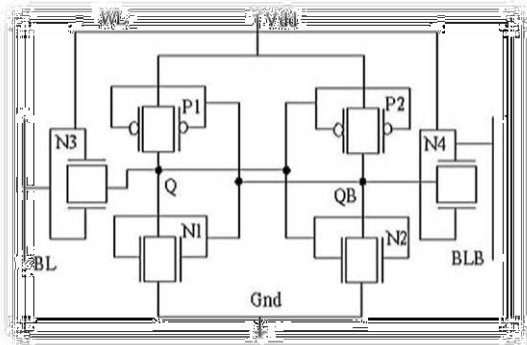 WL Vdd
P1 P2
N3 N4
Q QB
N1 N2
BL BLB
Gnd